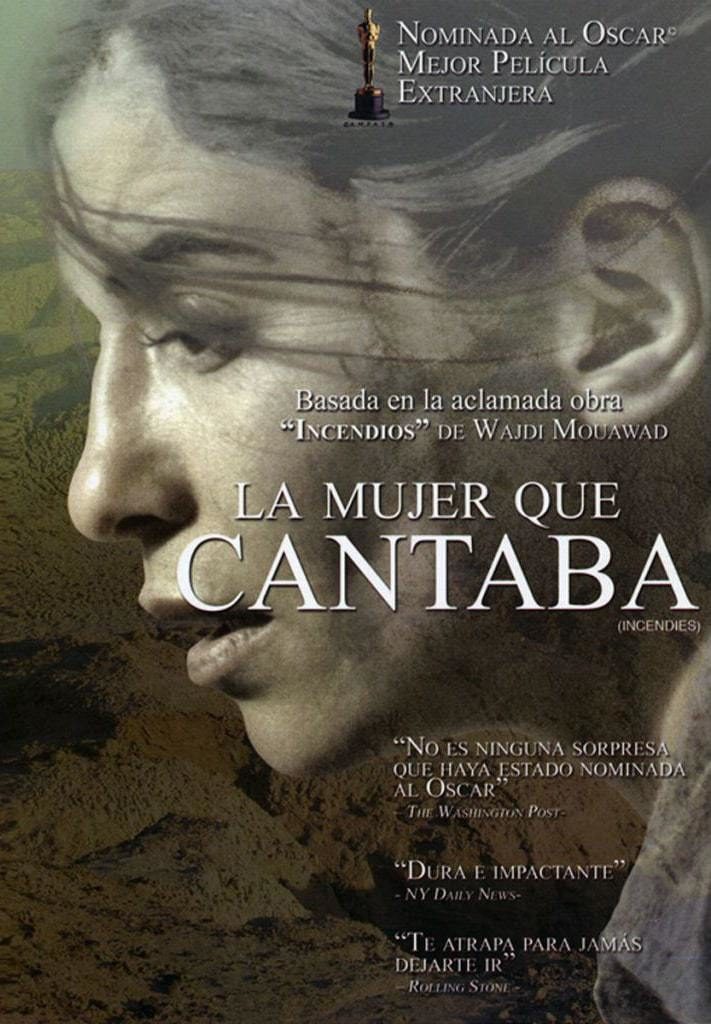 NOMINADA AL OSCAR©
MEJOR PELÍCULA
EXTRANJERA
Basada en la aclamada obra
“INCENDIOS” DE WAJDI MOUAWAD
LA MUJER QUE
CANTABA
(INCENDIES)
“NO ES NINGUNA SORPRESA
QUE HAYA ESTADO NOMINADA
AL OSCAR”
- THE WASHINGTON POST-
“DURA E IMPACTANTE”
- NY DAILY NEWS-
“TE ATRAPA PARA JAMÁS
DEJARTE IR”
- ROLLING STONE -